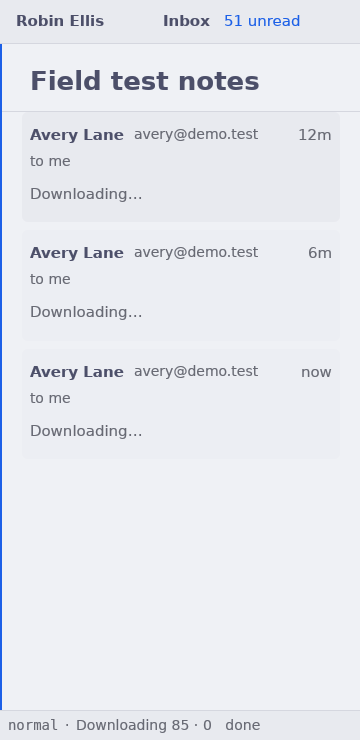 Robin Ellis Inbox 51 unread
Field test notes
Avery Lane avery@demo.test 12m
to me
Downloading…
Avery Lane avery@demo.test 6m
to me
Downloading…
Avery Lane avery@demo.test now
to me
Downloading…
normal · Downloading 85 · 0 done